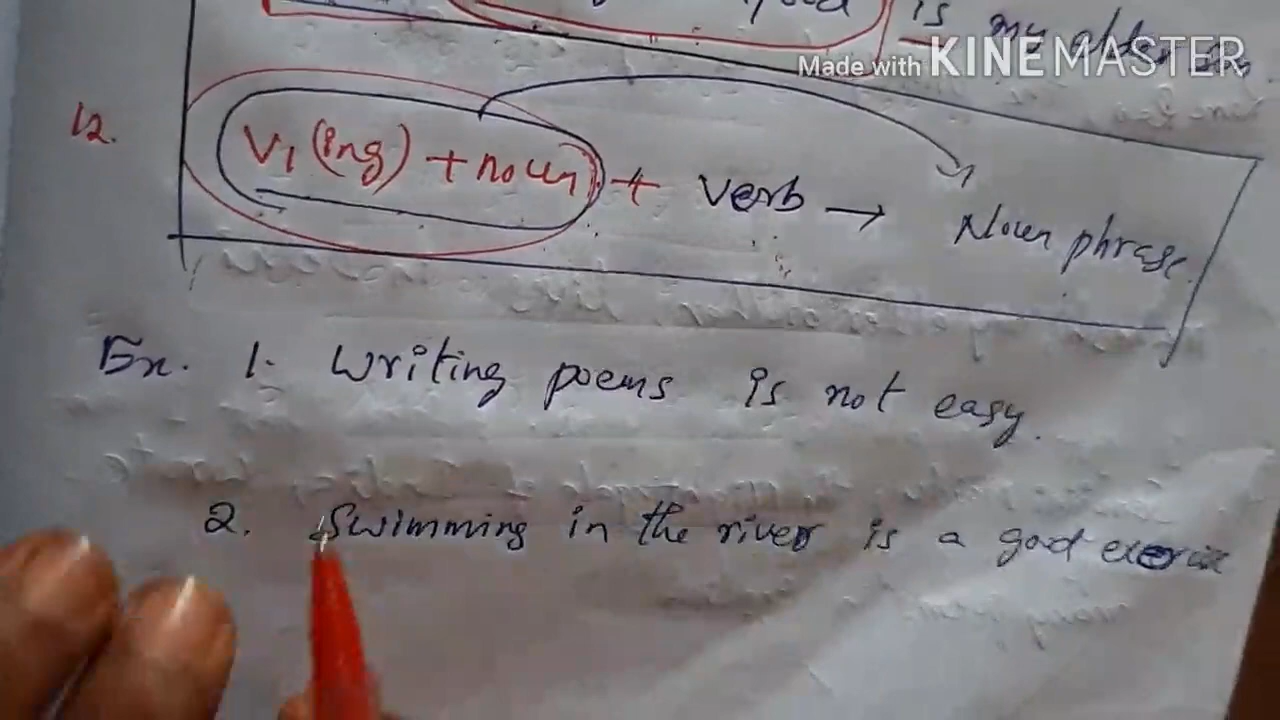 is my
Made with KINEMASTER
12. V1 (ing) + noun + verb → Noun phrase.
Ex. 1. Writing poems is not easy.
2. Swimming in the river is a good